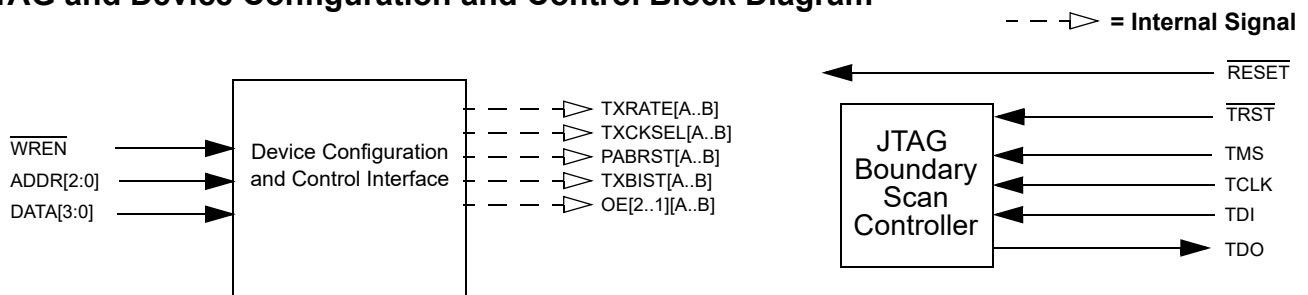 TAG and Device Configuration and Control Block Diagram
= Internal Signal
RESET
WREN
ADDR[2:0]
DATA[3:0]
Device Configuration
and Control Interface
TXRATE[A..B]
TXCKSEL[A..B]
PABRST[A..B]
TXBIST[A..B]
OE[2..1][A..B]
JTAG
Boundary
Scan
Controller
TRST
TMS
TCLK
TDI
TDO